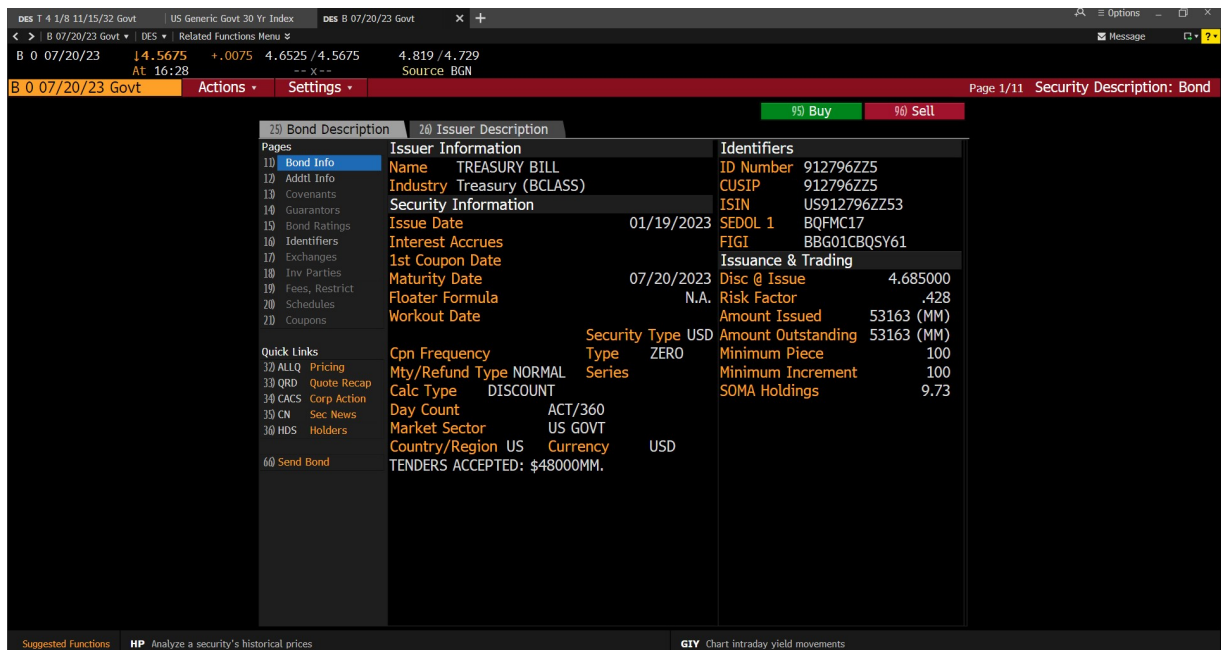 DES T 4 1/8 11/15/32 Govt US Generic Govt 30 Yr Index DES B 07/20/23 Govt × + Options
< > B 07/20/23 Govt DES Related Functions Menu Message ?
B 0 07/20/23 ↓4.5675 +.0075 4.6525/4.5675 4.819/4.729
At 16:28 -- x -- Source BGN
B 0 07/20/23 Govt Actions Settings Page 1/11 Security Description: Bond
95) Buy 96) Sell
25) Bond Description 26) Issuer Description
Pages Issuer Information Identifiers
11) Bond Info Name TREASURY BILL ID Number 912796ZZ5
12) Addtl Info Industry Treasury (BCLASS) CUSIP 912796ZZ5
13) Covenants Security Information ISIN US912796ZZ53
14) Guarantors Issue Date 01/19/2023 SEDOL 1 BQFMC17
15) Bond Ratings Interest Accrues FIGI BBG01CBQSY61
16) Identifiers 1st Coupon Date Issuance & Trading
17) Exchanges Maturity Date 07/20/2023 Disc @ Issue 4.685000
18) Inv Parties Floater Formula N.A. Risk Factor .428
19) Fees, Restrict Workout Date Amount Issued 53163 (MM)
20) Schedules Security Type USD Amount Outstanding 53163 (MM)
21) Coupons Cpn Frequency Type ZERO Minimum Piece 100
Quick Links Mty/Refund Type NORMAL Series Minimum Increment 100
32) ALLQ Pricing Calc Type DISCOUNT SOMA Holdings 9.73
33) QRD Quote Recap Day Count ACT/360
34) CACS Corp Action Market Sector US GOVT
35) CN Sec News Country/Region US Currency USD
36) HDS Holders TENDERS ACCEPTED: $48000MM.
66) Send Bond
Suggested Functions HP Analyze a security's historical prices GIY Chart intraday yield movements